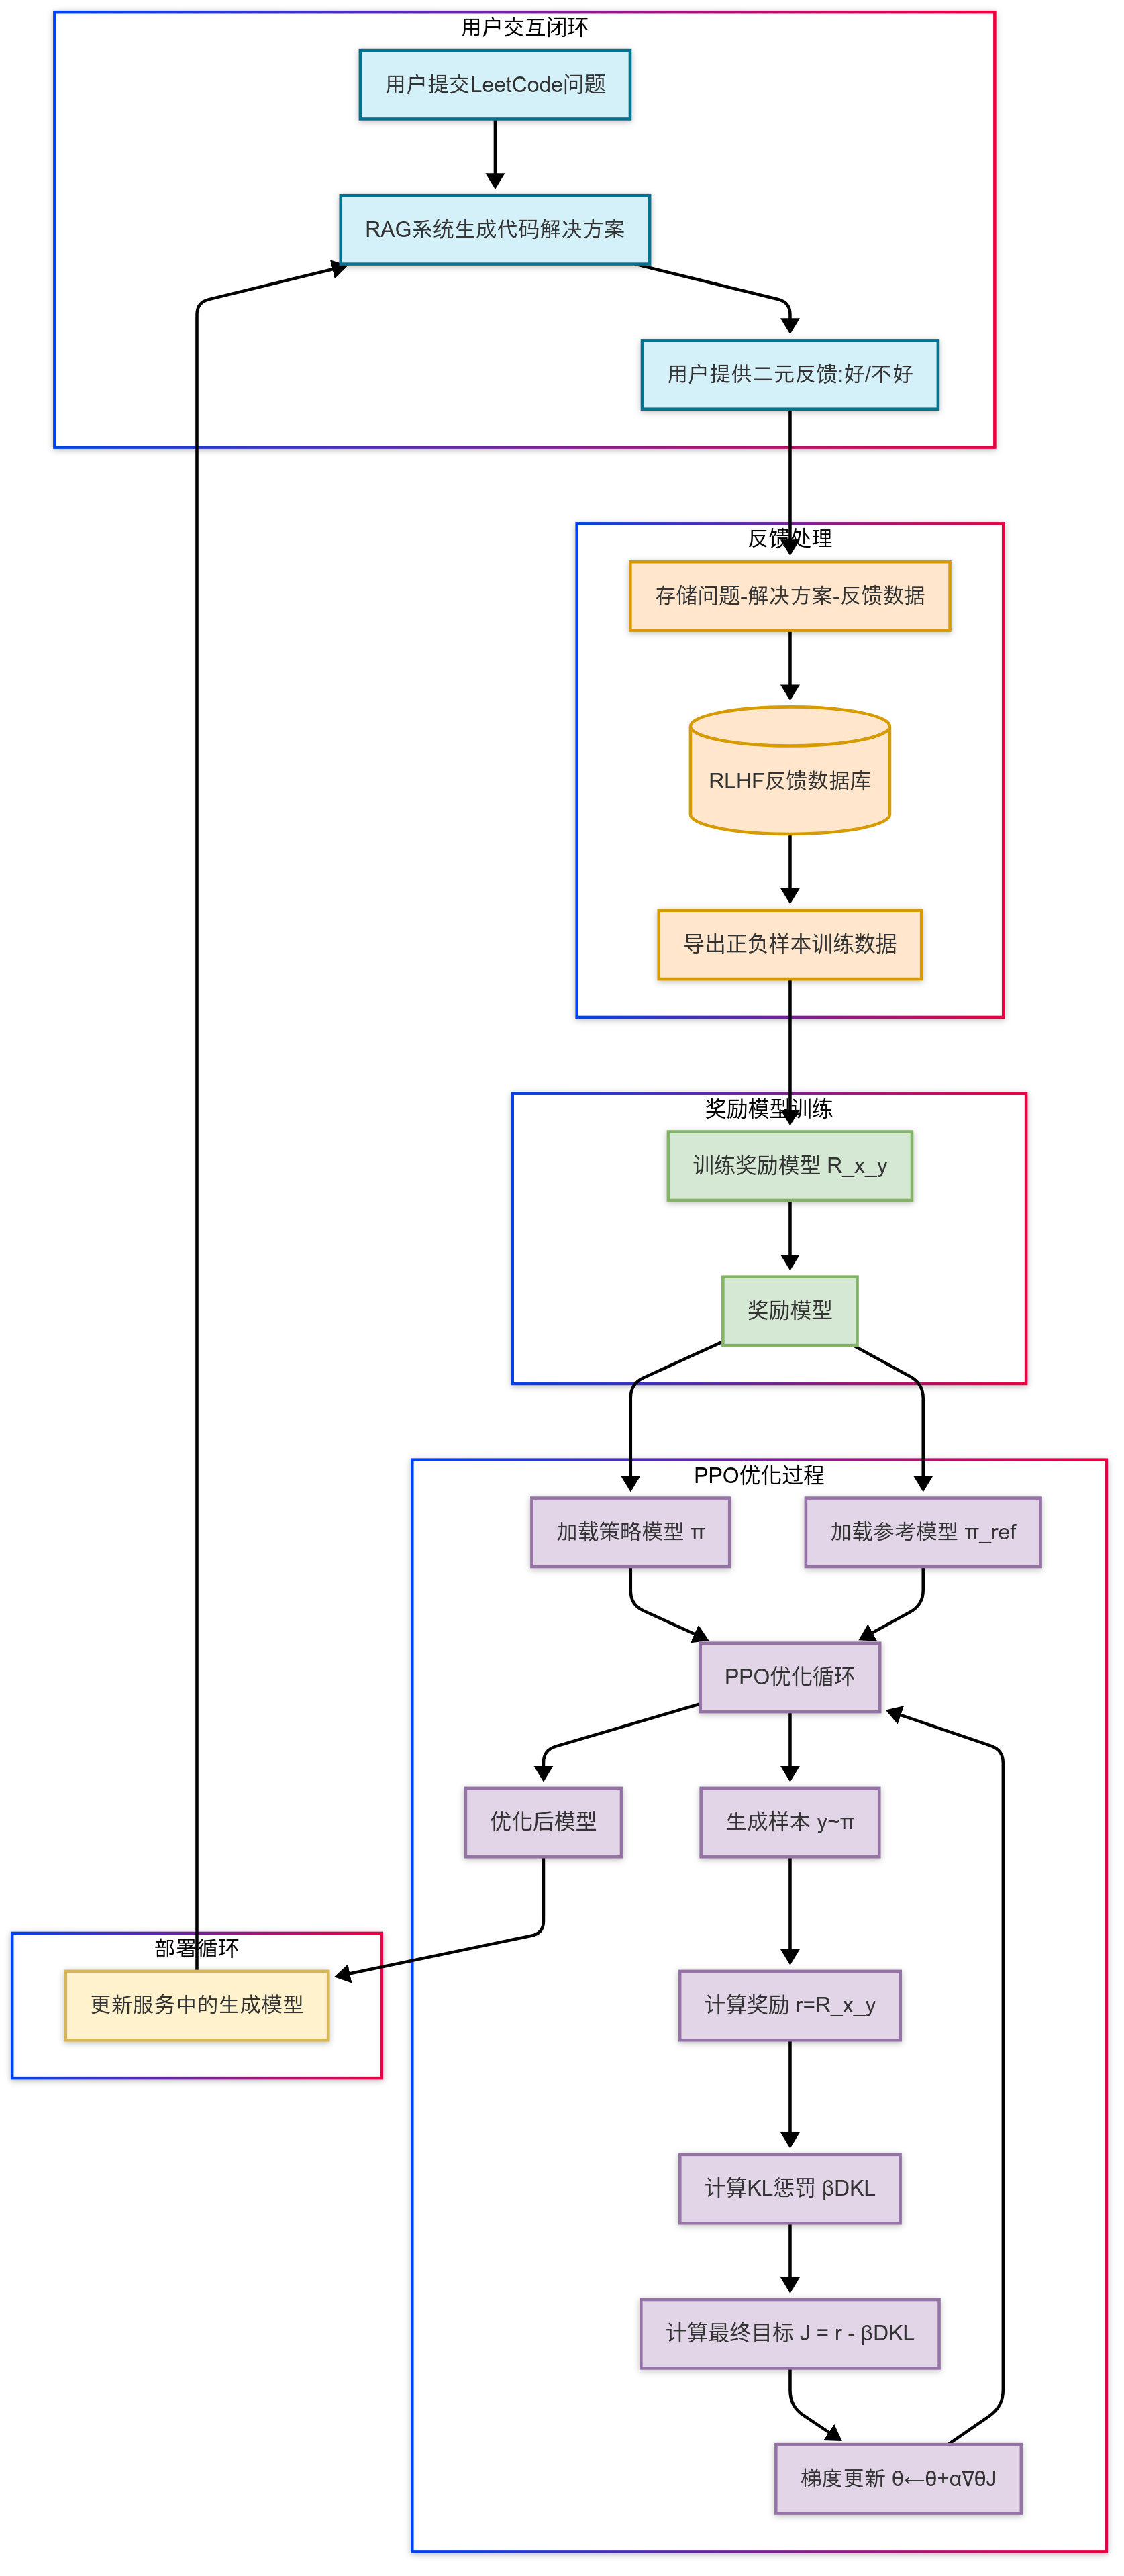 用户交互闭环
用户提交LeetCode问题
RAG系统生成代码解决方案
用户提供二元反馈:好/不好
反馈处理
存储问题-解决方案-反馈数据
RLHF反馈数据库
导出正负样本训练数据
奖励模型训练
训练奖励模型 R_x_y
奖励模型
PPO优化过程
加载策略模型 π
加载参考模型 π_ref
PPO优化循环
优化后模型
生成样本 y~π
部署循环
更新服务中的生成模型
计算奖励 r=R_x_y
计算KL惩罚 βDKL
计算最终目标 J = r - βDKL
梯度更新 θ←θ+α∇θJ